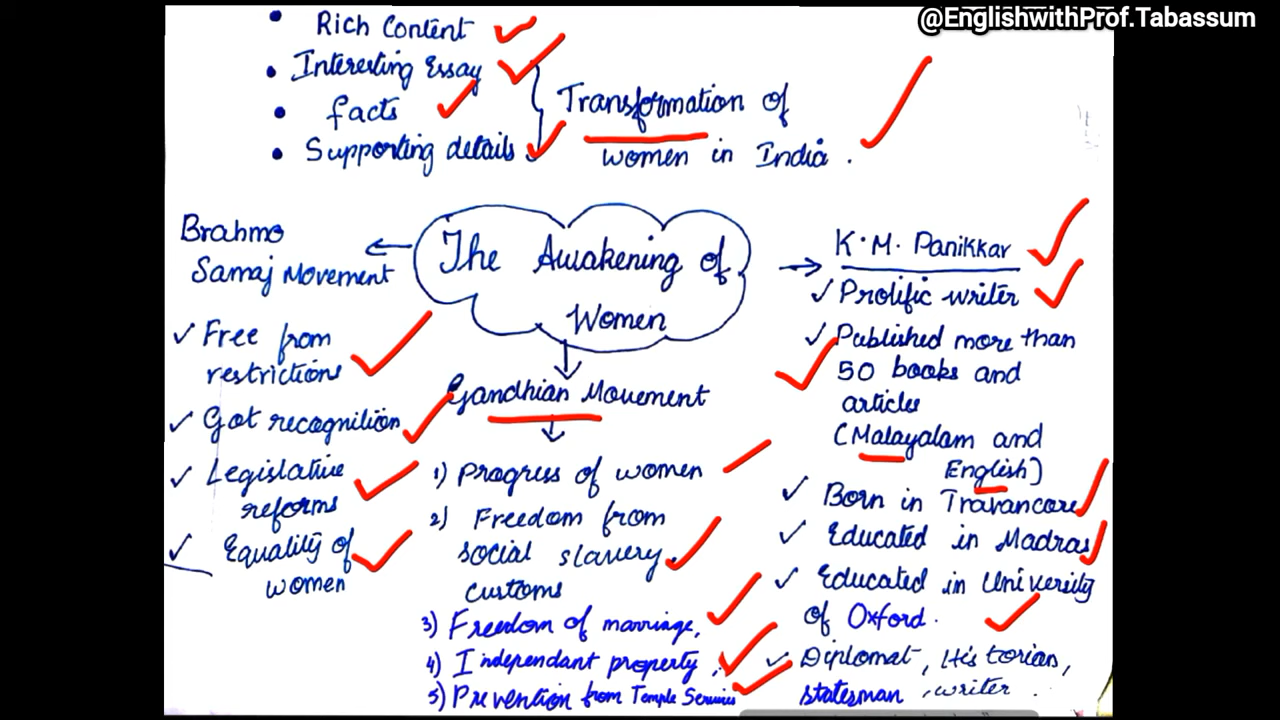 @EnglishwithProf.Tabassum
• Rich Content
• Interesting Essay
• facts
• Supporting details
Transformation of
women in India.
Brahmo
Samaj Movement
✓ Free from
restrictions
✓ Got recognition
✓ Legislative
reforms
✓ Equality of
women
The Awakening of
Women
Gandhian Movement
1) Progress of women
2) Freedom from
social slavery
customs
3) Freedom of marriage,
4) Independant property,
5) Prevention from Temple Services
K.M. Panikkar
✓ Prolific writer
✓ Published more than
50 books and
articles
(Malayalam and
English)
✓ Born in Travancore
✓ Educated in Madras
✓ Educated in University
of Oxford.
✓ Diplomat, Historian,
statesman, writer.